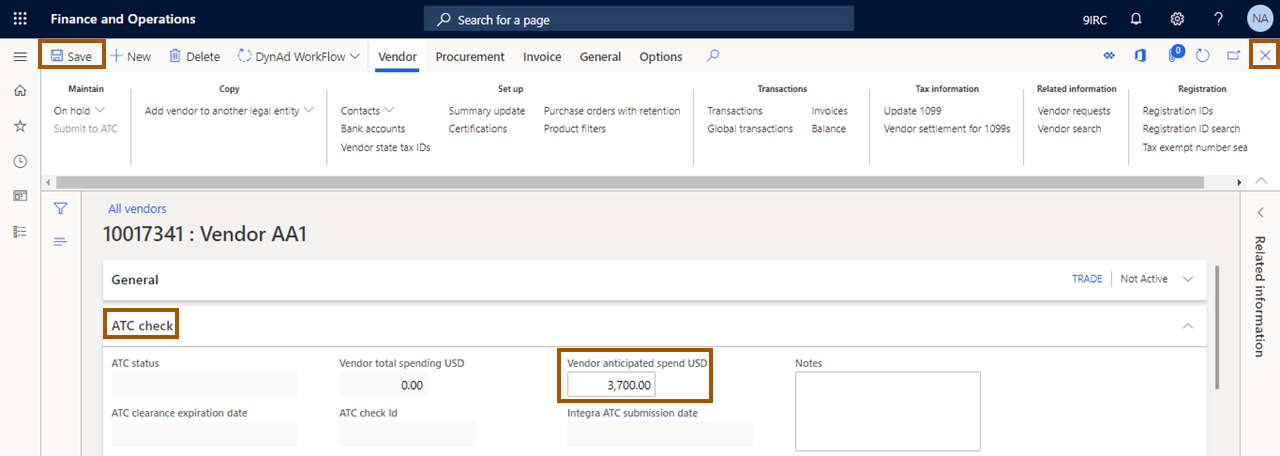 Finance and Operations
Search for a page
9IRC
?
NA
Save
New
Delete
DynAd WorkFlow
Vendor
Procurement
Invoice
General
Options
0
Maintain
On hold
Submit to ATC
Copy
Add vendor to another legal entity
Set up
Contacts
Bank accounts
Vendor state tax IDs
Summary update
Certifications
Purchase orders with retention
Product filters
Transactions
Transactions
Global transactions
Invoices
Balance
Tax information
Update 1099
Vendor settlement for 1099s
Related information
Vendor requests
Vendor search
Registration
Registration IDs
Registration ID search
Tax exempt number sea
All vendors
10017341 : Vendor AA1
General
TRADE
Not Active
ATC check
ATC status
Vendor total spending USD
0.00
Vendor anticipated spend USD
3,700.00
Notes
ATC clearance expiration date
ATC check Id
Integra ATC submission date
Related information